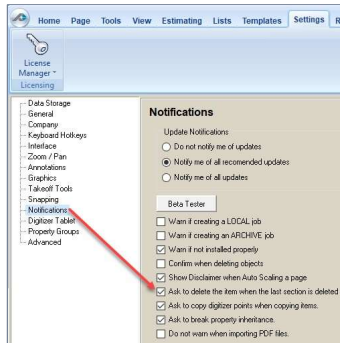 Home Page Tools View Estimating Lists Templates Settings R
License
Manager
Licensing
Data Storage
General
Company
Keyboard Hotkeys
Interface
Zoom / Pan
Annotations
Graphics
Takeoff Tools
Snapping
Notifications
Digitizer Tablet
Property Groups
Advanced
Notifications
Update Notifications
Do not notify me of updates
Notify me of all recomended updates
Notify me of all updates
Beta Tester
Warn if creating a LOCAL job
Warn if creating an ARCHIVE job
Warn if not installed properly
Confirm when deleting objects
Show Disclaimer when Auto Scaling a page
Ask to delete the item when the last section is deleted
Ask to copy digitizer points when copying items.
Ask to break property inheritance.
Do not warn when importing PDF files.